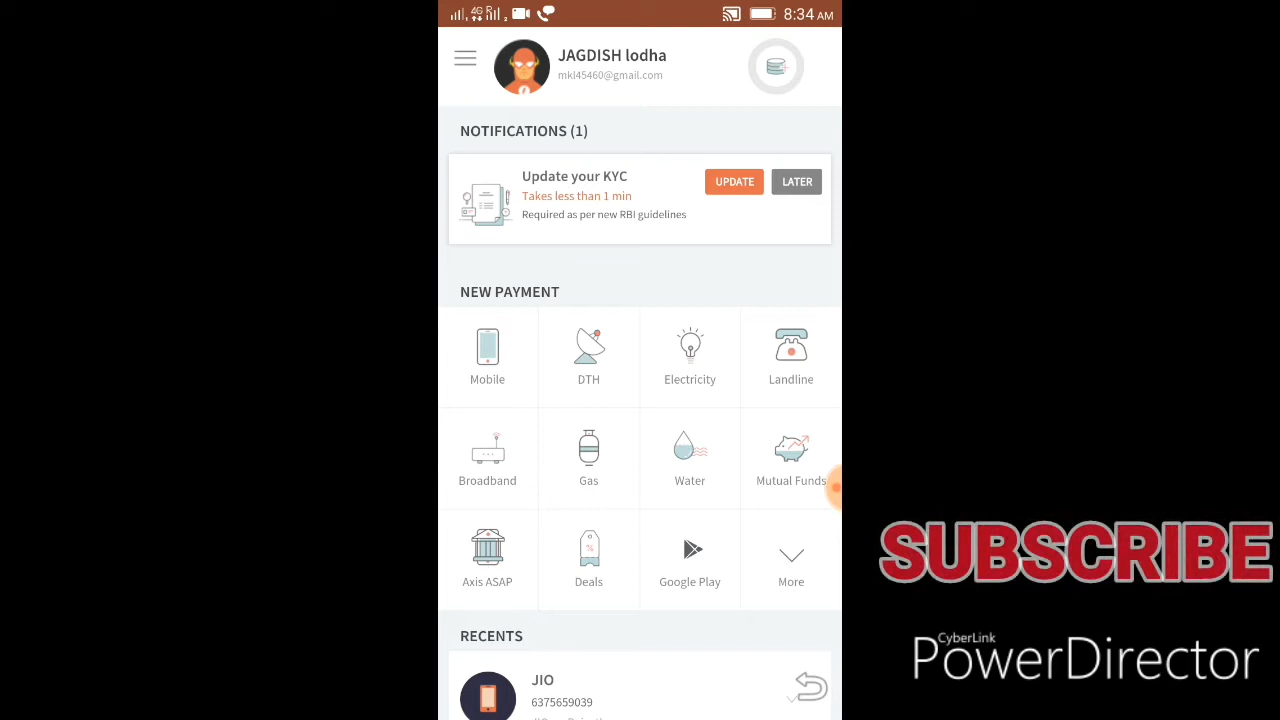 4G R 2
8:34 AM
JAGDISH lodha
mkl45460@gmail.com
NOTIFICATIONS (1)
Update your KYC
Takes less than 1 min
Required as per new RBI guidelines
UPDATE
LATER
NEW PAYMENT
Mobile
DTH
Electricity
Landline
Broadband
Gas
Water
Mutual Funds
Axis ASAP
Deals
Google Play
More
RECENTS
JIO
6375659039
SUBSCRIBE
CyberLink
PowerDirector